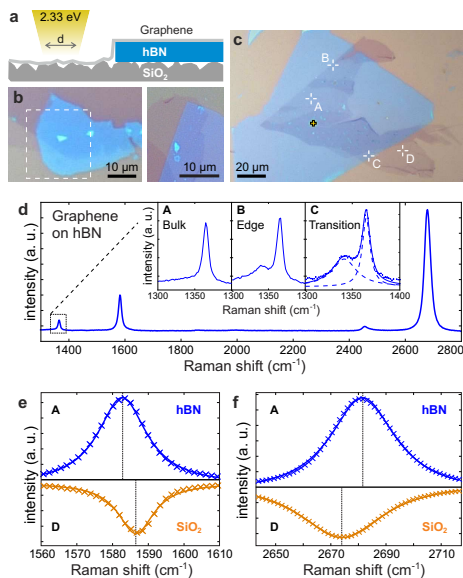 a
2.33 eV
d
Graphene
hBN
SiO2
b
10 µm
10 µm
c
B
A
C
D
20 µm
d
Graphene
on hBN
A
Bulk
B
Edge
C
Transition
1300 1350 1300 1350 1300 1350 1400
Raman shift (cm-1)
intensity (a. u.)
1400 1600 1800 2000 2200 2400 2600 2800
Raman shift (cm-1)
e
A
hBN
D
SiO2
intensity (a. u.)
1560 1570 1580 1590 1600 1610
Raman shift (cm-1)
f
A
hBN
D
SiO2
intensity (a. u.)
2650 2670 2690 2710
Raman shift (cm-1)